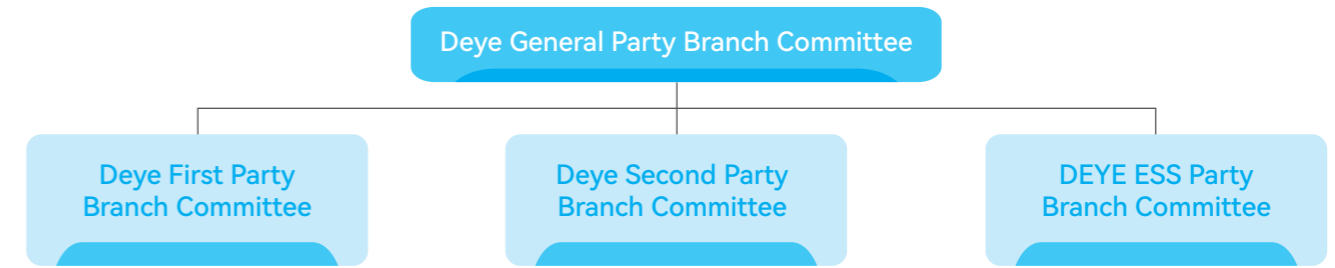 Deye General Party Branch Committee
Deye First Party
Branch Committee
Deye Second Party
Branch Committee
DEYE ESS Party
Branch Committee